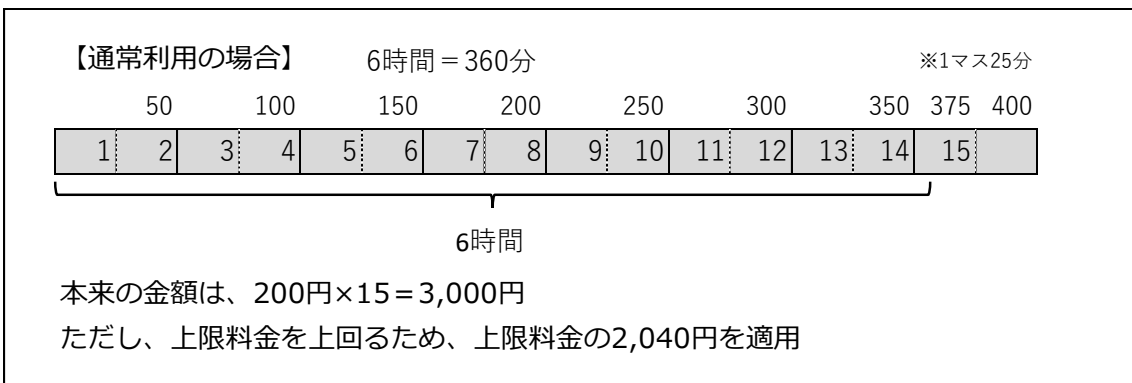 【通常利用の場合】 6時間＝360分 ※1マス25分
50 100 150 200 250 300 350 375 400
1 2 3 4 5 6 7 8 9 10 11 12 13 14 15
6時間
本来の金額は、200円×15＝3,000円
ただし、上限料金を上回るため、上限料金の2,040円を適用